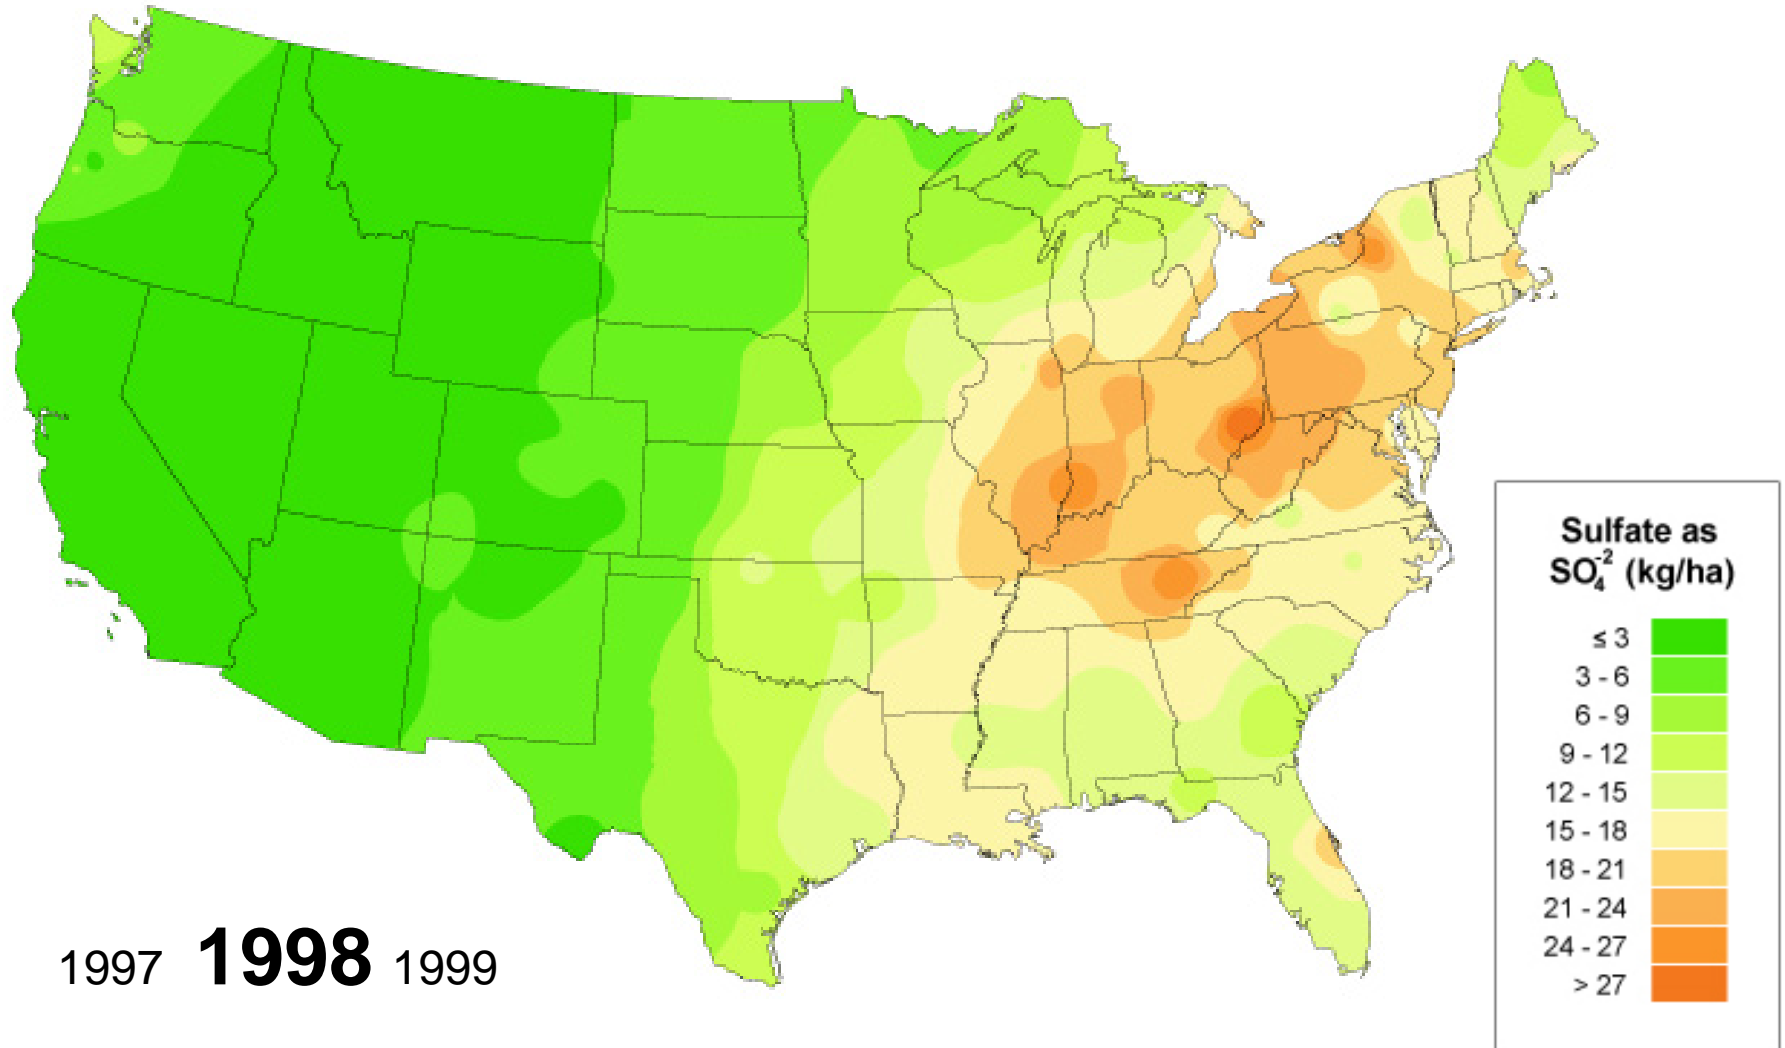 Sulfate as
SO₄⁻² (kg/ha)
≤ 3
3 - 6
6 - 9
9 - 12
12 - 15
15 - 18
18 - 21
21 - 24
24 - 27
> 27
1997 1998 1999